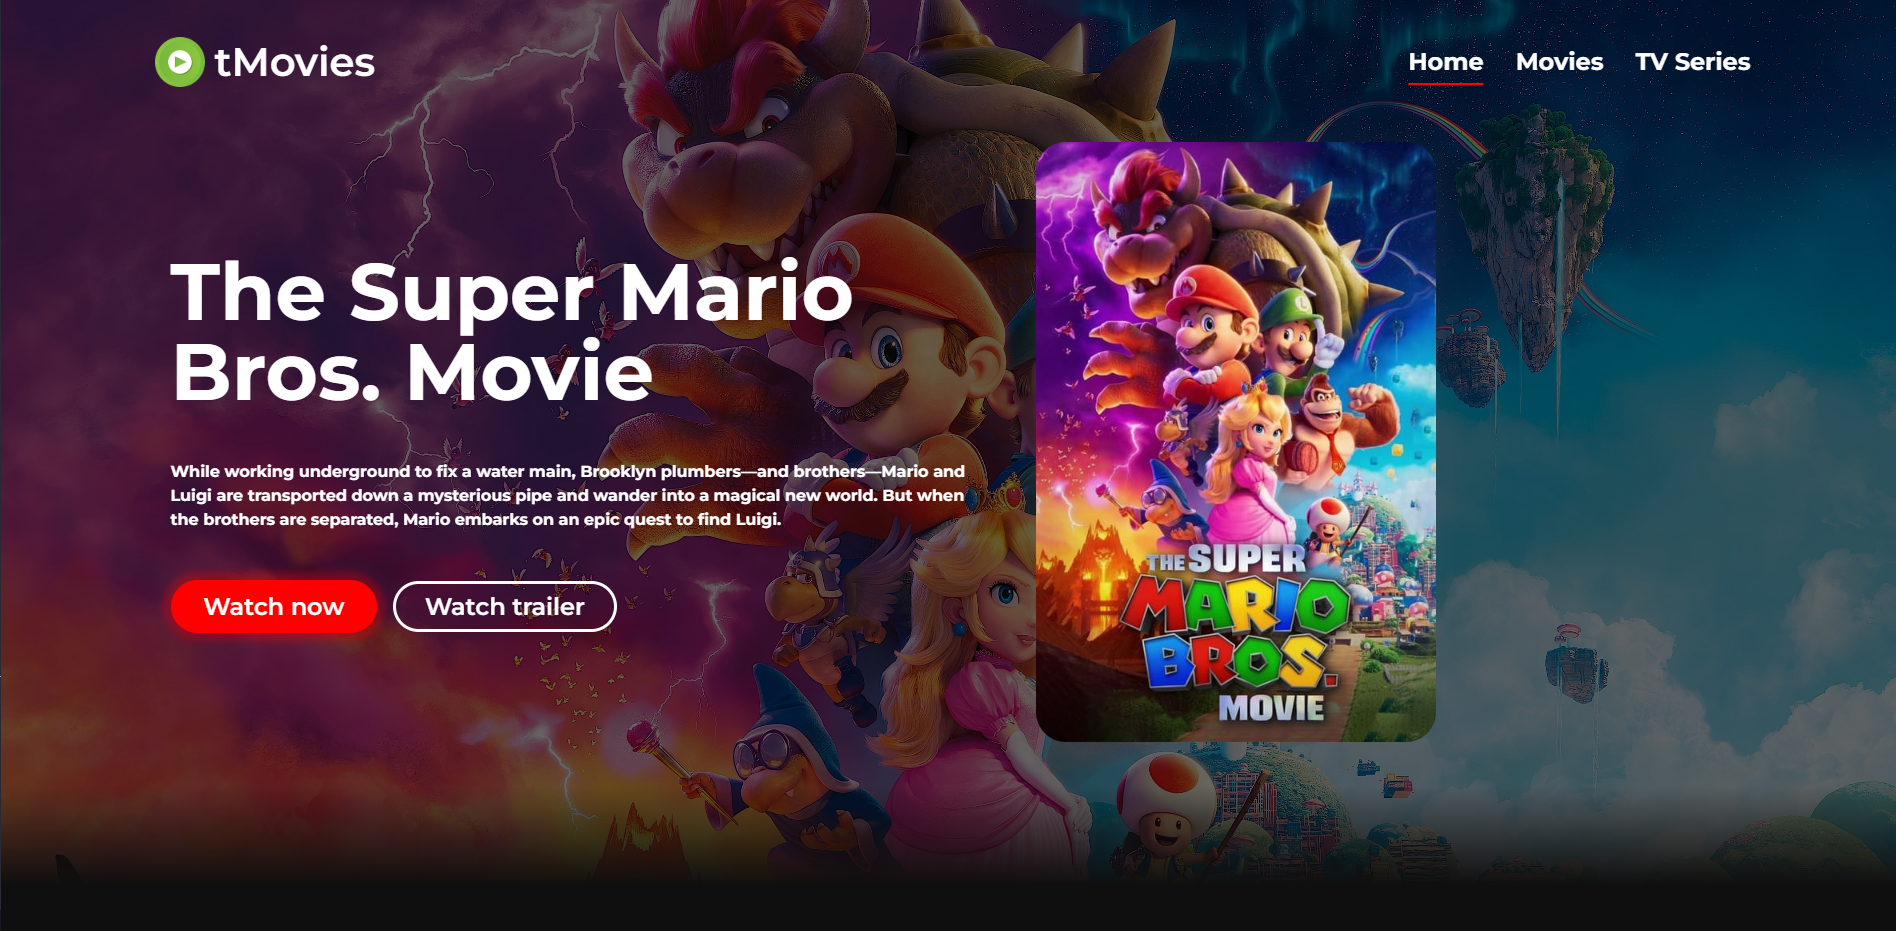 tMovies
Home Movies TV Series
The Super Mario
Bros. Movie
While working underground to fix a water main, Brooklyn plumbers—and brothers—Mario and
Luigi are transported down a mysterious pipe and wander into a magical new world. But when
the brothers are separated, Mario embarks on an epic quest to find Luigi.
Watch now Watch trailer
M
M
L
THE SUPER
MARIO
BROS.
MOVIE